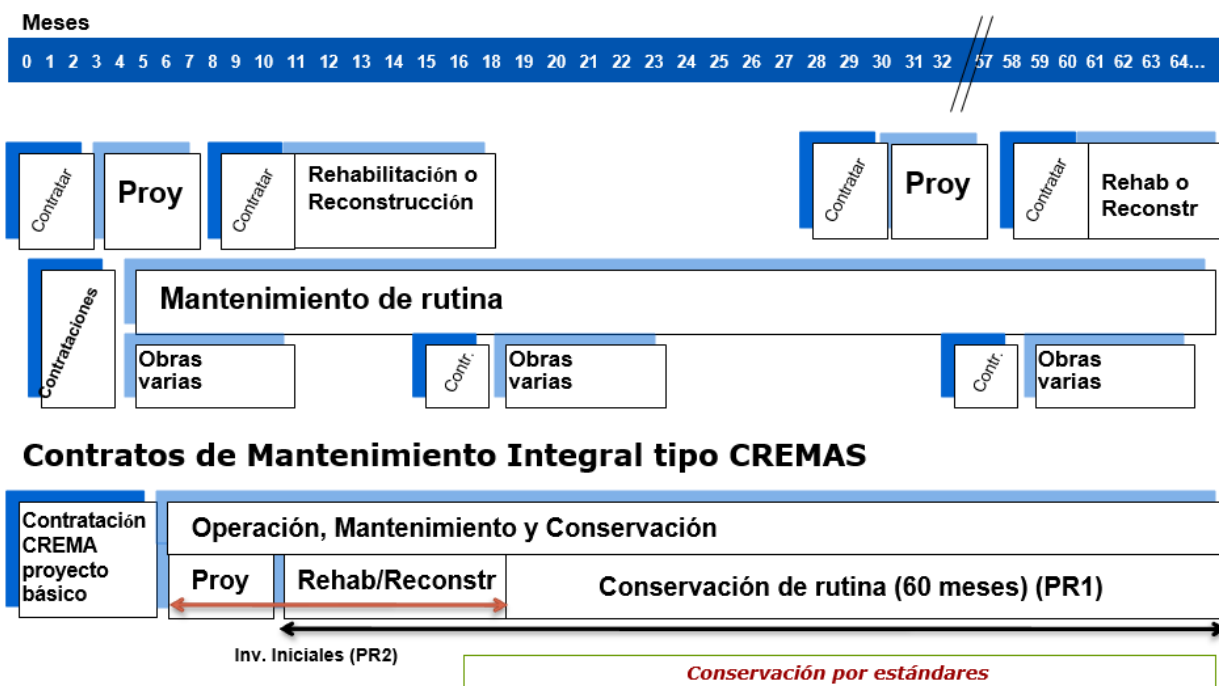 Meses
0 1 2 3 4 5 6 7 8 9 10 11 12 13 14 15 16 18 19 20 21 22 23 24 25 26 27 28 29 30 31 32 57 58 59 60 61 62 63 64...
Contratar
Proy
Contratar
Rehabilitación o
Reconstrucción
Contratar
Proy
Contratar
Rehab o
Reconstr
Contrataciones
Mantenimiento de rutina
Obras
varias
Contr.
Obras
varias
Contr.
Obras
varias
Contratos de Mantenimiento Integral tipo CREMAS
Contratación
CREMA
proyecto
básico
Operación, Mantenimiento y Conservación
Proy
Rehab/Reconstr
Conservación de rutina (60 meses) (PR1)
Inv. Iniciales (PR2)
Conservación por estándares